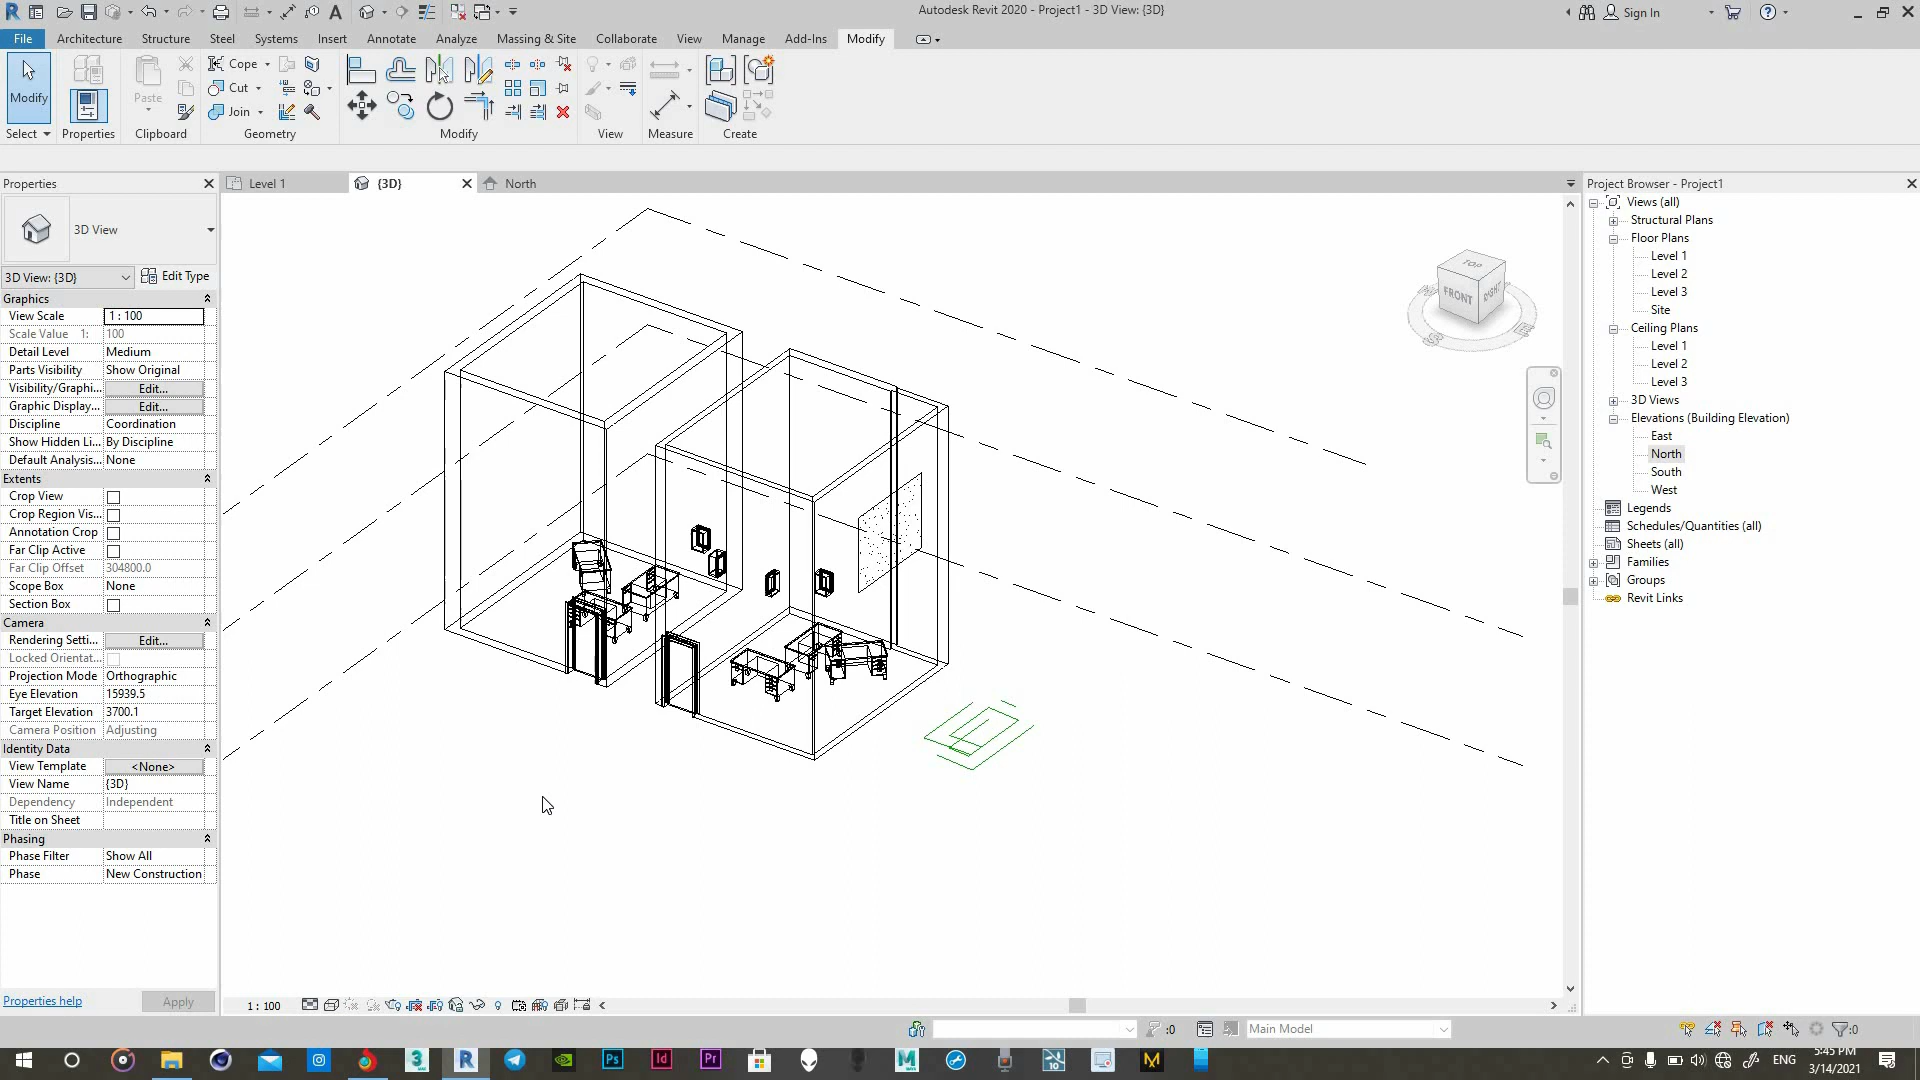 Autodesk Revit 2020 - Project1 - 3D View: {3D}
Sign In
File
Architecture
Structure
Steel
Systems
Insert
Annotate
Analyze
Massing & Site
Collaborate
View
Manage
Add-Ins
Modify
Modify
Paste
Cope
Cut
Join
Select
Properties
Clipboard
Geometry
Modify
View
Measure
Create
Properties
Level 1
{3D}
North
Project Browser - Project1
3D View
3D View: {3D}
Edit Type
Graphics
View Scale 1 : 100
Scale Value 1: 100
Detail Level Medium
Parts Visibility Show Original
Visibility/Graphi... Edit...
Graphic Display... Edit...
Discipline Coordination
Show Hidden Li... By Discipline
Default Analysis... None
Extents
Crop View
Crop Region Vis...
Annotation Crop
Far Clip Active
Far Clip Offset 304800.0
Scope Box None
Section Box
Camera
Rendering Setti... Edit...
Locked Orientat...
Projection Mode Orthographic
Eye Elevation 15939.5
Target Elevation 3700.1
Camera Position Adjusting
Identity Data
View Template <None>
View Name {3D}
Dependency Independent
Title on Sheet
Phasing
Phase Filter Show All
Phase New Construction
Properties help
Apply
TOP
FRONT
RIGHT
S
E
Views (all)
Structural Plans
Floor Plans
Level 1
Level 2
Level 3
Site
Ceiling Plans
Level 1
Level 2
Level 3
3D Views
Elevations (Building Elevation)
East
North
South
West
Legends
Schedules/Quantities (all)
Sheets (all)
Families
Groups
Revit Links
1 : 100
:0
Main Model
:0
Ps
Id
Pr
ENG
5:45 PM
3/14/2021